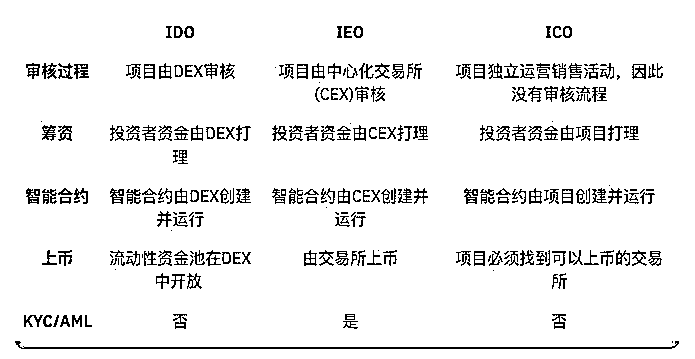 IDO IEO ICO
审核过程 项目由DEX审核 项目由中心化交易所 项目独立运营销售活动，因此
(CEX)审核 没有审核流程
筹资 投资者资金由DEX打 投资者资金由CEX打理 投资者资金由项目打理
理
智能合约 智能合约由DEX创建 智能合约由CEX创建并 智能合约由项目创建并运行
并运行 运行
上币 流动性资金池在DEX 由交易所上币 项目必须找到可以上币的交易
中开放 所
KYC/AML 否 是 否